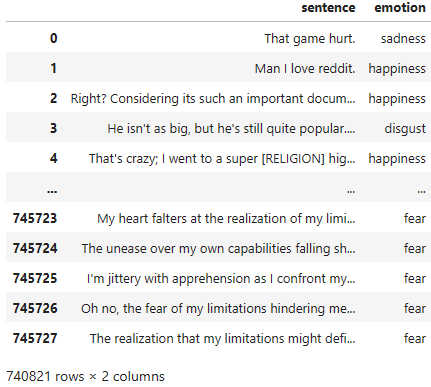 sentence emotion
0 That game hurt. sadness
1 Man I love reddit. happiness
2 Right? Considering its such an important docum... happiness
3 He isn't as big, but he's still quite popular.... disgust
4 That's crazy; I went to a super [RELIGION] hig... happiness
... ... ...
745723 My heart falters at the realization of my limi... fear
745724 The unease over my own capabilities falling sh... fear
745725 I'm jittery with apprehension as I confront my... fear
745726 Oh no, the fear of my limitations hindering me... fear
745727 The realization that my limitations might defi... fear
740821 rows × 2 columns